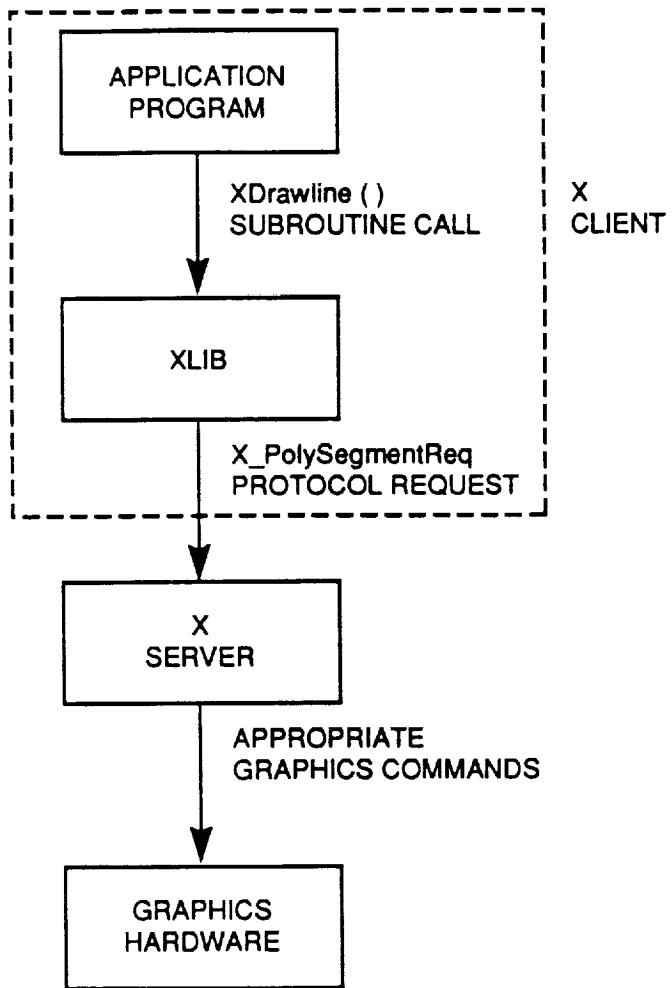 APPLICATION
PROGRAM
XDrawline ( )
SUBROUTINE CALL
X
CLIENT
XLIB
X_PolySegmentReq
PROTOCOL REQUEST
X
SERVER
APPROPRIATE
GRAPHICS COMMANDS
GRAPHICS
HARDWARE